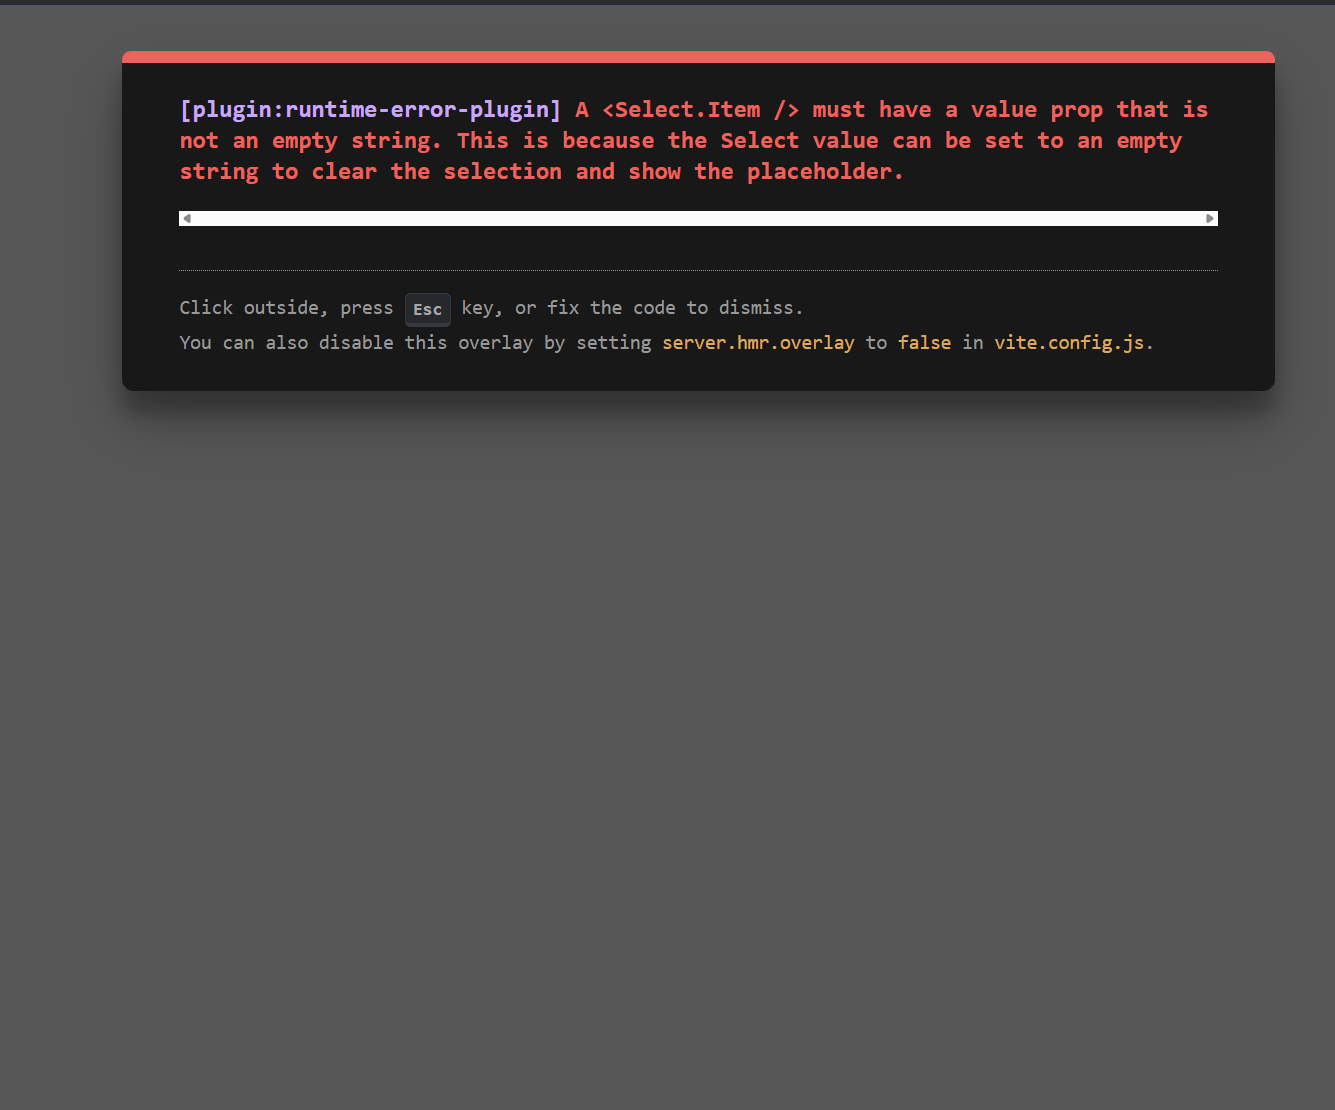 [plugin:runtime-error-plugin] A <Select.Item /> must have a value prop that is
not an empty string. This is because the Select value can be set to an empty
string to clear the selection and show the placeholder.
Click outside, press Esc key, or fix the code to dismiss.
You can also disable this overlay by setting server.hmr.overlay to false in vite.config.js.